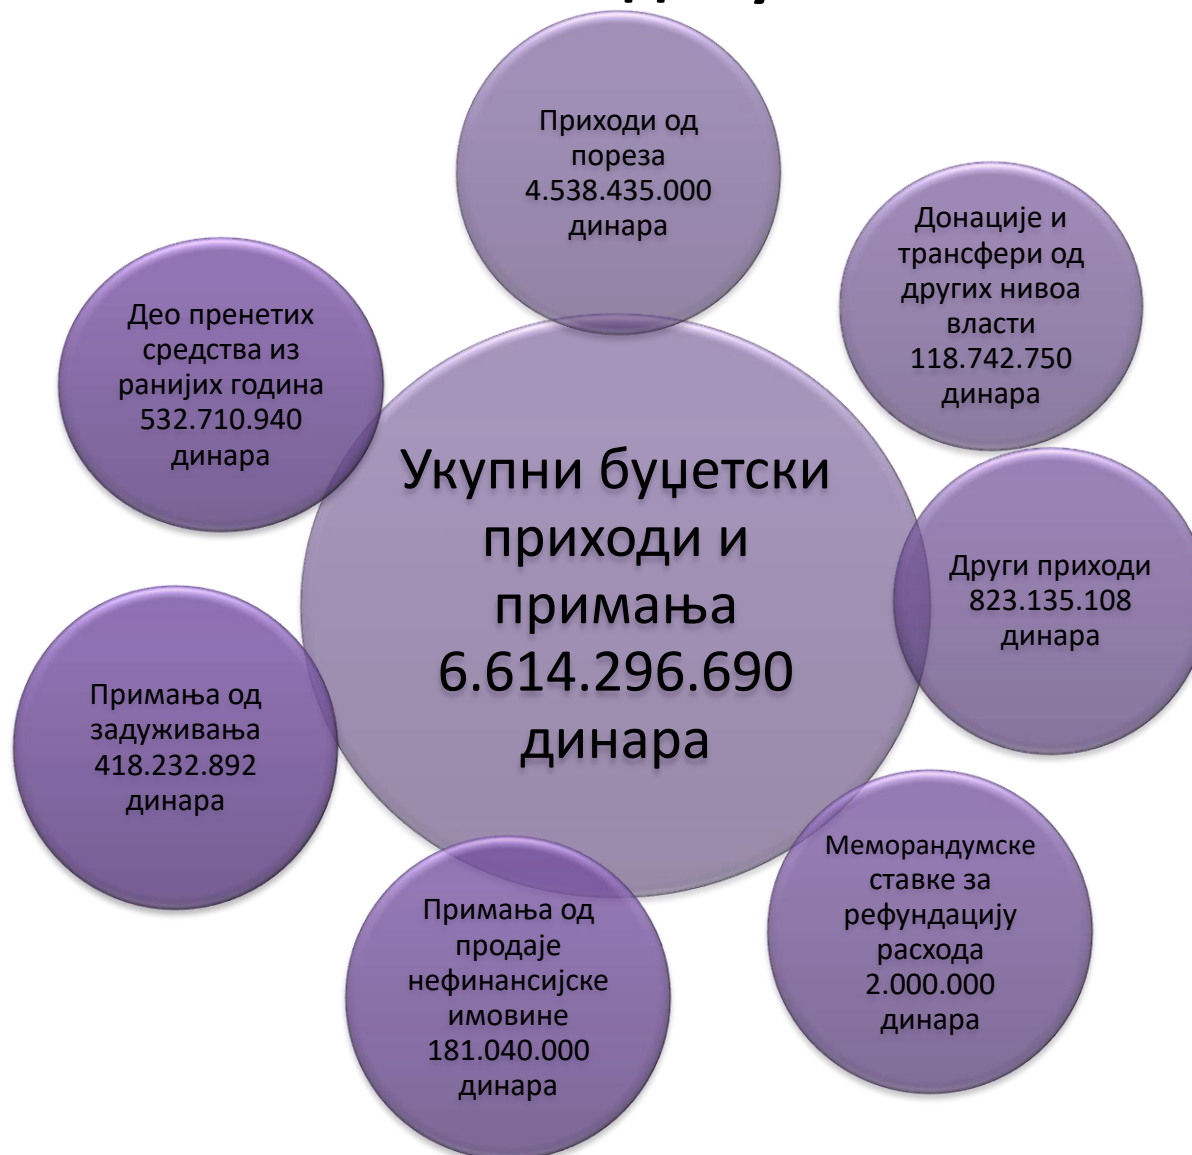 Приходи од
пореза
4.538.435.000
динара
Донације и
трансфери од
других нивоа
власти
118.742.750
динара
Други приходи
823.135.108
динара
Меморандумске
ставке за
рефундацију
расхода
2.000.000
динара
Примања од
продаје
нефинансијске
имовине
181.040.000
динара
Примања од
задуживања
418.232.892
динара
Део пренетих
средства из
ранијих година
532.710.940
динара
Укупни буџетски
приходи и
примања
6.614.296.690
динара